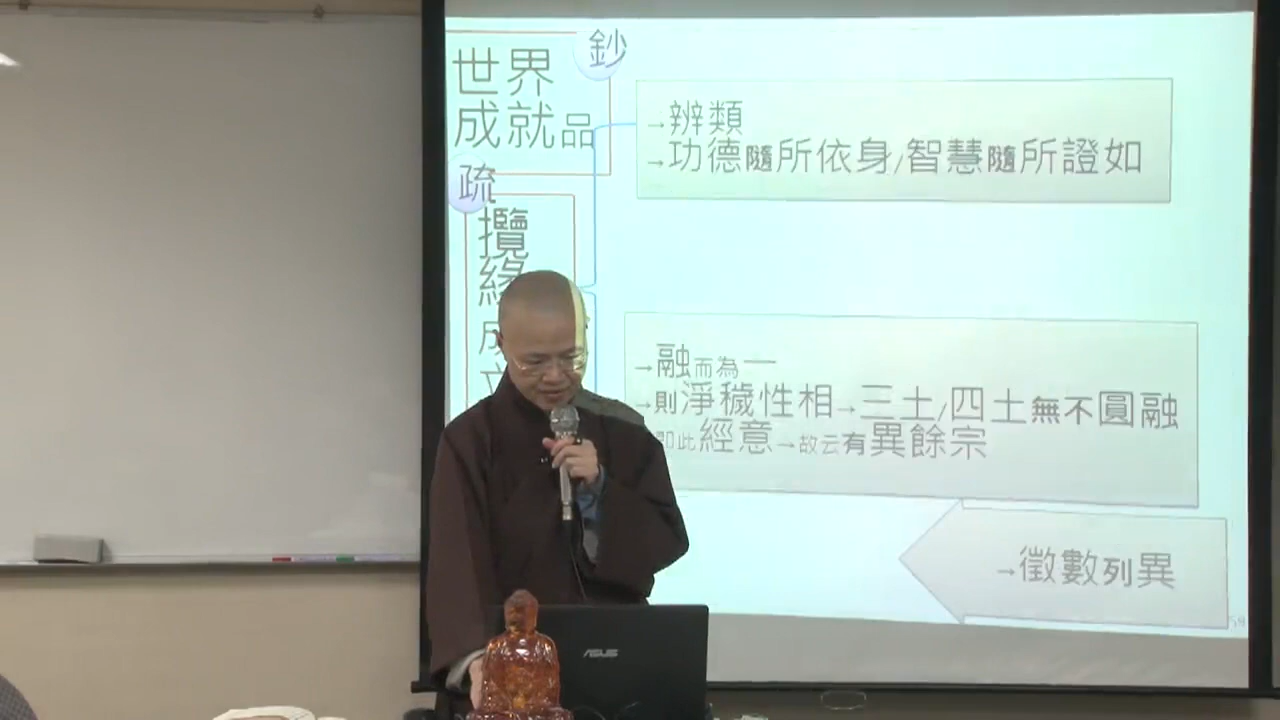 世界
成就品
鈔
疏
攬
緣
→辨類
→功德隨所依身/智慧隨所證如
→融而為一
→則淨穢性相→三土/四土無不圓融
即此經意→故云有異餘宗
→徵數列異
59
ASUS